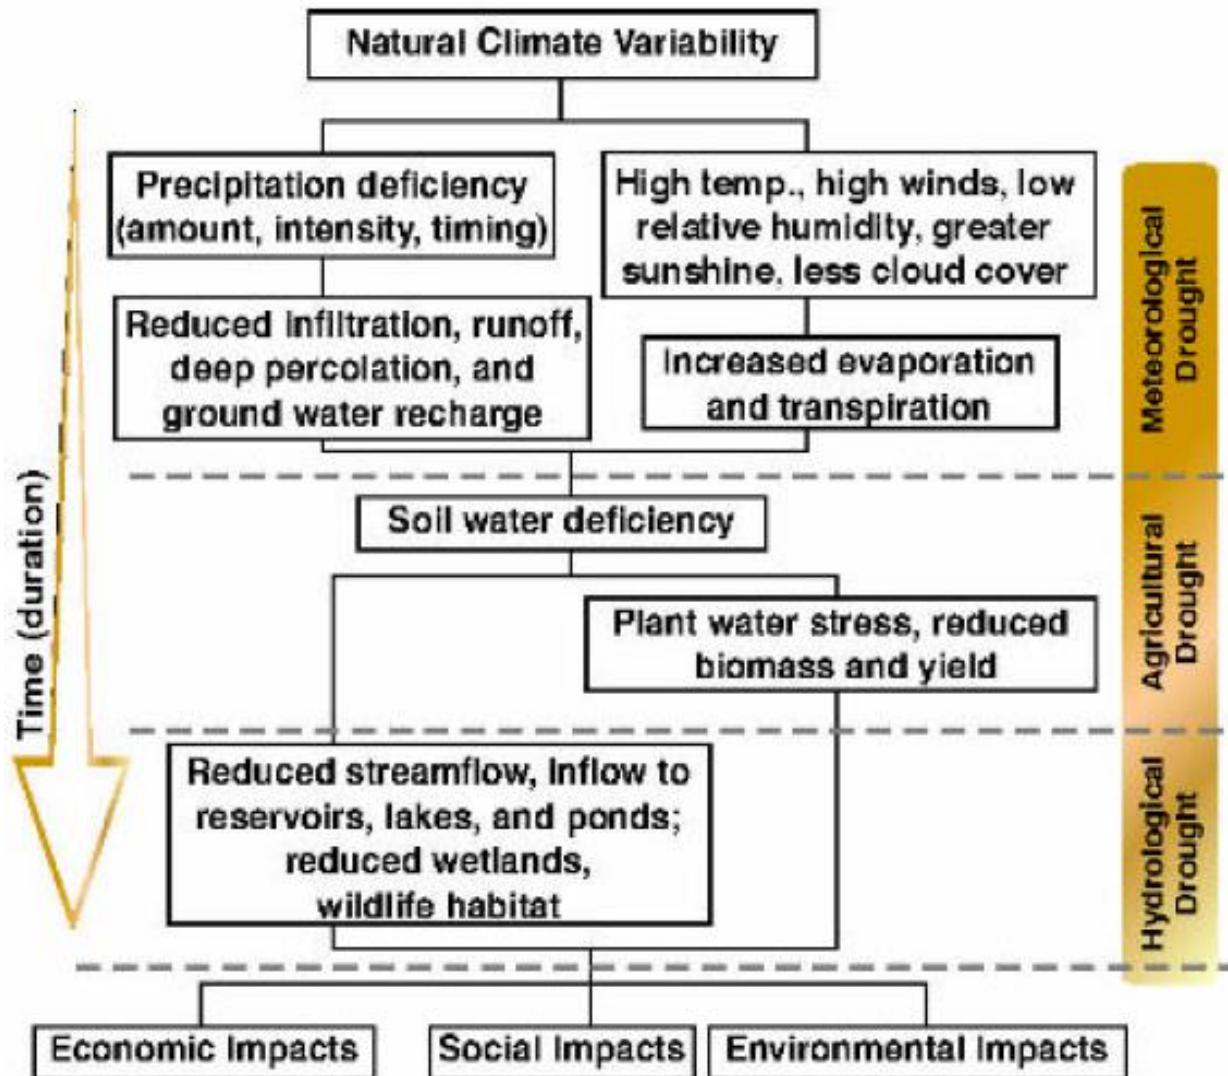 Natural Climate Variability
Precipitation deficiency
(amount, intensity, timing)
High temp., high winds, low
relative humidity, greater
sunshine, less cloud cover
Reduced infiltration, runoff,
deep percolation, and
ground water recharge
Increased evaporation
and transpiration
Meteorological
Drought
Time (duration)
Soil water deficiency
Plant water stress, reduced
biomass and yield
Agricultural
Drought
Reduced streamflow, Inflow to
reservoirs, lakes, and ponds;
reduced wetlands,
wildlife habitat
Hydrological
Drought
Economic Impacts
Social Impacts
Environmental Impacts